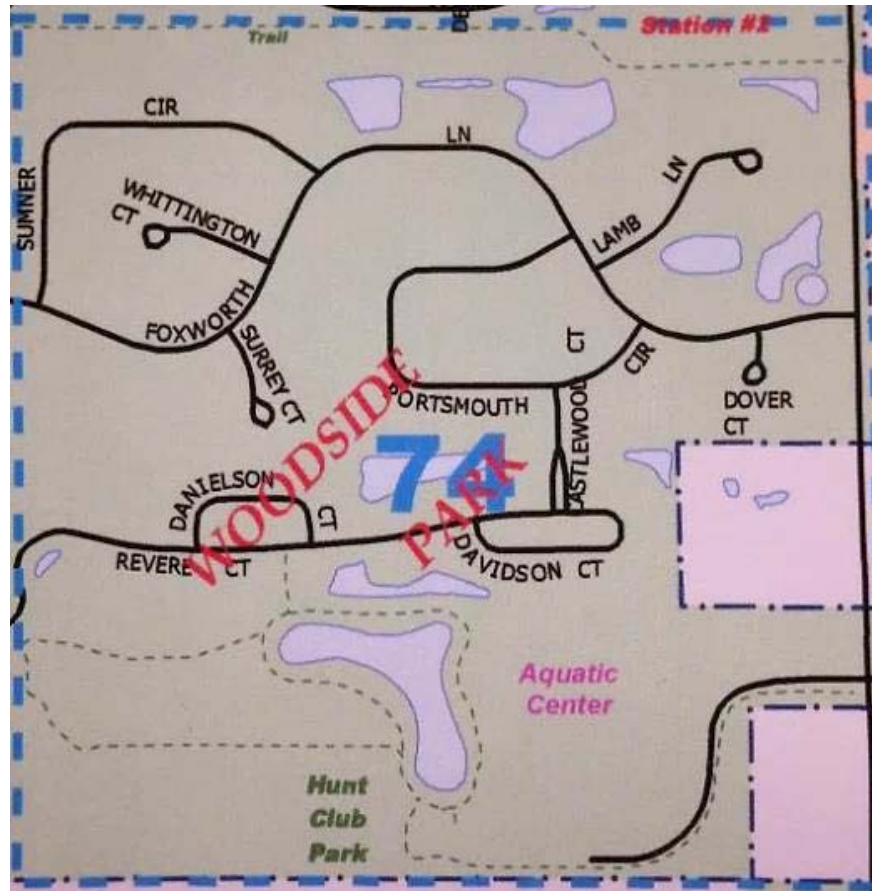 Station #2
Trail
CIR
LN
SUMNER
WHITTINGTON
CT
LAMB
LN
FOXWORTH
SURREY CT
CT
CIR
PORTSMOUTH
DOVER
CT
WOODSIDE
PARK
74
CASTLEWOOD
DANIELSON
CT
REVERE CT
DAVIDSON CT
Aquatic
Center
Hunt
Club
Park